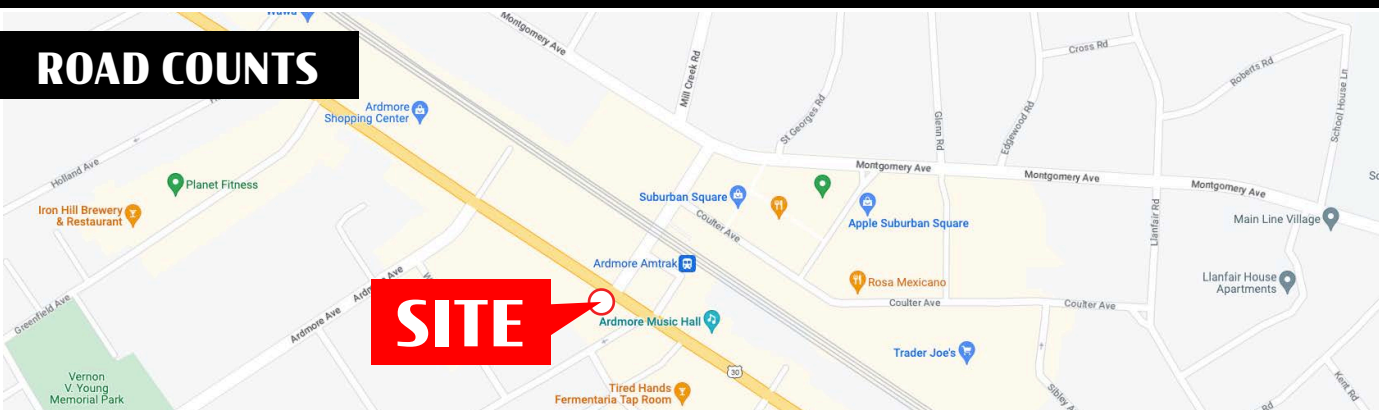 Wawa
ROAD COUNTS
Montgomery Ave
Mill Creek Rd
Cross Rd
Roberts Rd
School House Ln
Ardmore
Shopping Center
St Georges Rd
Glenn Rd
Edgewood Rd
Holland Ave
Planet Fitness
Montgomery Ave
Montgomery Ave
Montgomery Ave
Iron Hill Brewery
& Restaurant
Suburban Square
Coulter Ave
Apple Suburban Square
Llanfair Rd
Main Line Village
Ardmore Amtrak
Rosa Mexicano
Llanfair House
Apartments
Greenfield Ave
Ardmore Ave
SITE
Coulter Ave
Coulter Ave
Ardmore Music Hall
Trader Joe's
30
Vernon
V. Young
Memorial Park
Tired Hands
Fermentaria Tap Room
Kent Rd